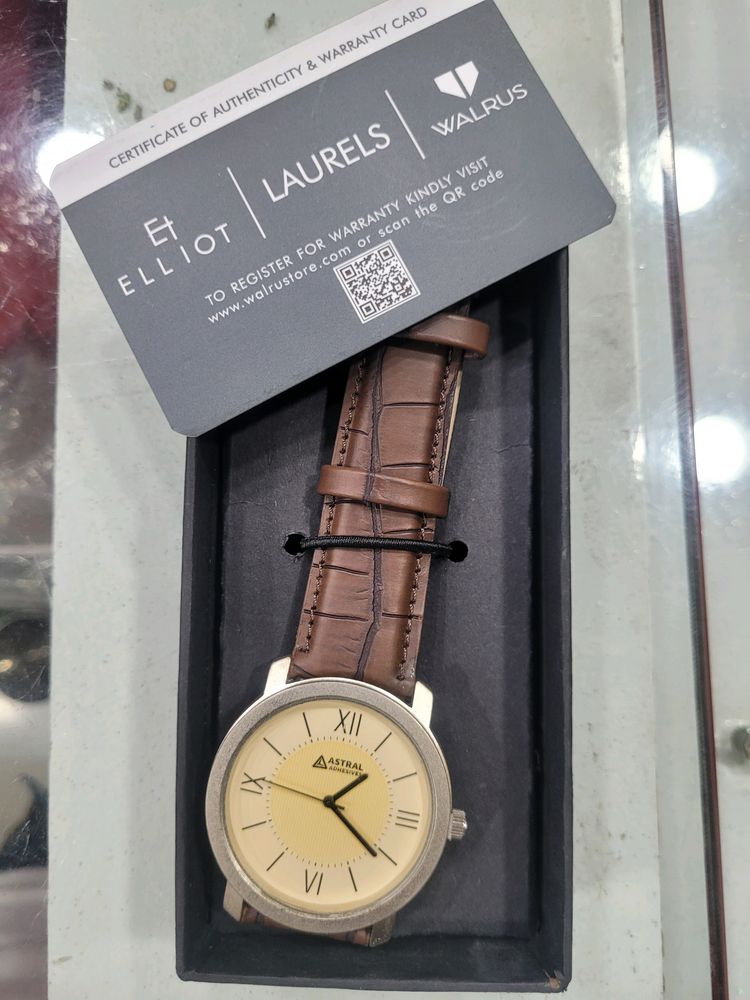 CERTIFICATE OF AUTHENTICITY & WARRANTY CARD
Et
ELLIOT
LAURELS
WALRUS
TO REGISTER FOR WARRANTY KINDLY VISIT
www.walrustore.com or scan the QR code
XII
ASTRAL
ADHESIVES
IX
III
VI